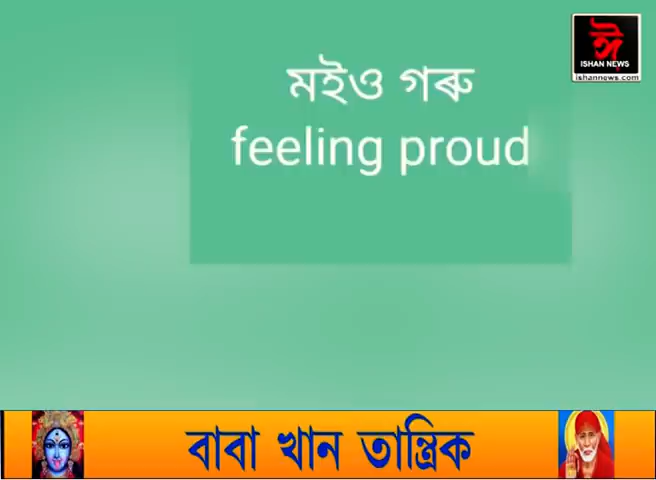 ঈ
ISHAN NEWS
ishannews.com
মইও গৰু
feeling proud
বাবা খান তান্ত্রিক